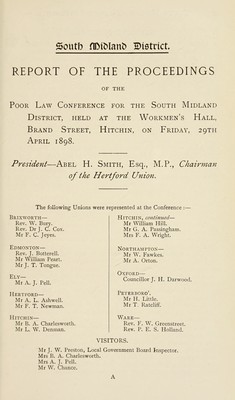 South Midland District.
REPORT OF THE PROCEEDINGS
OF THE
POOR LAW CONFERENCE FOR THE SOUTH MIDLAND
DISTRICT, HELD AT THE WORKMEN'S HALL,
BRAND STREET, HITCHIN, ON FRIDAY, 29TH
APRIL 1898.
President—ABEL H. SMITH, ESQ., M.P., Chairman
of the Hertford Union.
The following Unions were represented at the Conference :—
BRIXWORTH—
Rev. W. Bury.
Rev. Dr J. C. Cox.
Mr F. C. Jeyes.
EDMONTON—
Rev. J. Botterell.
Mr William Peart.
Mr J. T. Tongue.
ELY—
Mr A. J. Pell.
HERTFORD—
Mr A. L. Ashwell.
Mr F. T. Newman.
HITCHIN—
Mr B. A. Charlesworth.
Mr L. W. Denman.
HITCHIN, continued—
Mr William Hill.
Mr G. A. Passingham.
Mrs F. A. Wright.
NORTHAMPTON—
Mr W. Fawkes.
Mr A. Orton.
OXFORD—
Councillor J. H. Darwood.
PETERBORO'.
Mr H. Little.
Mr T. Ratcliff.
WARE—
Rev. F. W. Greenstreet.
Rev. P. E. S. Holland.
VISITORS.
Mr J. W. Preston, Local Government Board Inspector.
Mrs B. A. Charlesworth.
Mrs A. J. Pell.
Mr W. Chance.
A